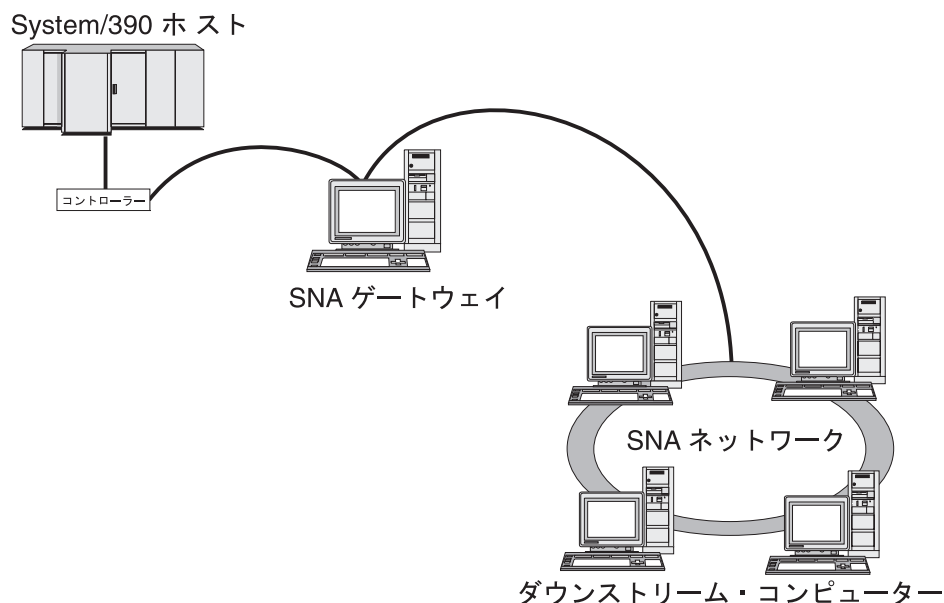 System/390 ホスト
コントローラー
SNA ゲートウェイ
SNA ネットワーク
ダウンストリーム・コンピューター